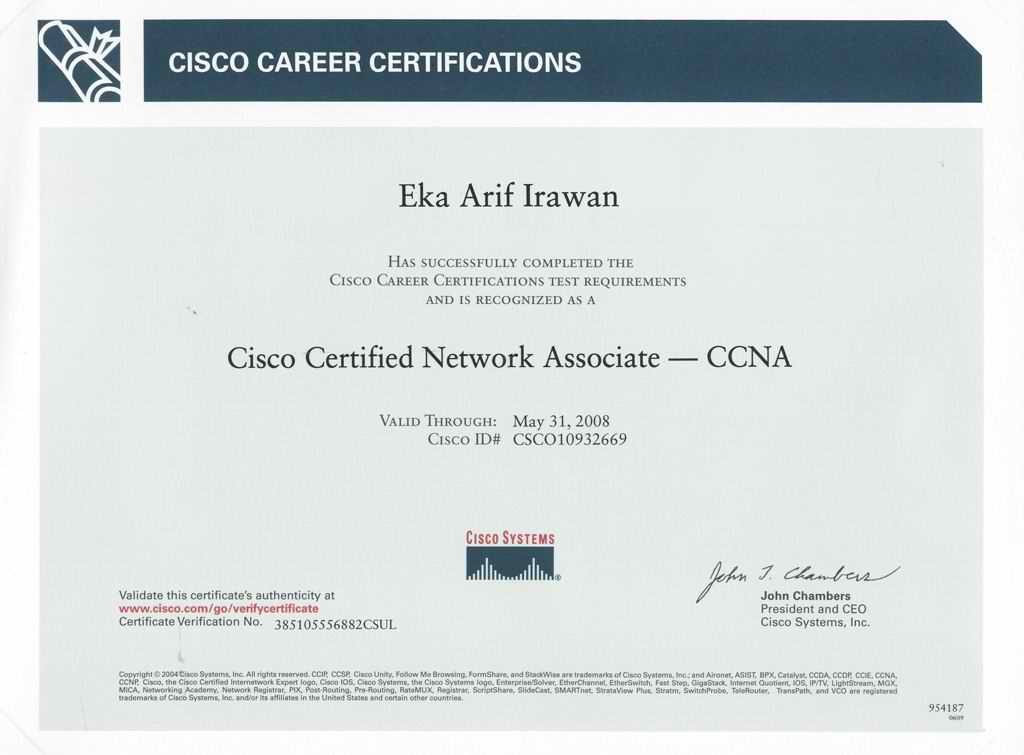 CISCO CAREER CERTIFICATIONS
Eka Arif Irawan
HAS SUCCESSFULLY COMPLETED THE
CISCO CAREER CERTIFICATIONS TEST REQUIREMENTS
AND IS RECOGNIZED AS A
Cisco Certified Network Associate — CCNA
VALID THROUGH: May 31, 2008
CISCO ID# CSCO10932669
CISCO SYSTEMS
John T. Chambers
Validate this certificate's authenticity at
www.cisco.com/go/verifycertificate
Certificate Verification No. 385105556882CSUL
John Chambers
President and CEO
Cisco Systems, Inc.
Copyright © 2004 Cisco Systems, Inc. All rights reserved. CCIP, CCSP, Cisco Unity, Follow Me Browsing, FormShare, and StackWise are trademarks of Cisco Systems, Inc.; and Aironet, ASIST, BPX, Catalyst, CCDA, CCDP, CCIE, CCNA,
CCNP, Cisco, the Cisco Certified Internetwork Expert logo, Cisco IOS, Cisco Systems, the Cisco Systems logo, Enterprise/Solver, EtherChannel, EtherSwitch, Fast Step, GigaStack, Internet Quotient, IOS, IP/TV, LightStream, MGX,
MICA, Networking Academy, Network Registrar, PIX, Post-Routing, Pre-Routing, RateMUX, Registrar, ScriptShare, SlideCast, SMARTnet, StrataView Plus, Stratm, SwitchProbe, TeleRouter, TransPath, and VCO are registered
trademarks of Cisco Systems, Inc. and/or its affiliates in the United States and certain other countries.
954187
0609